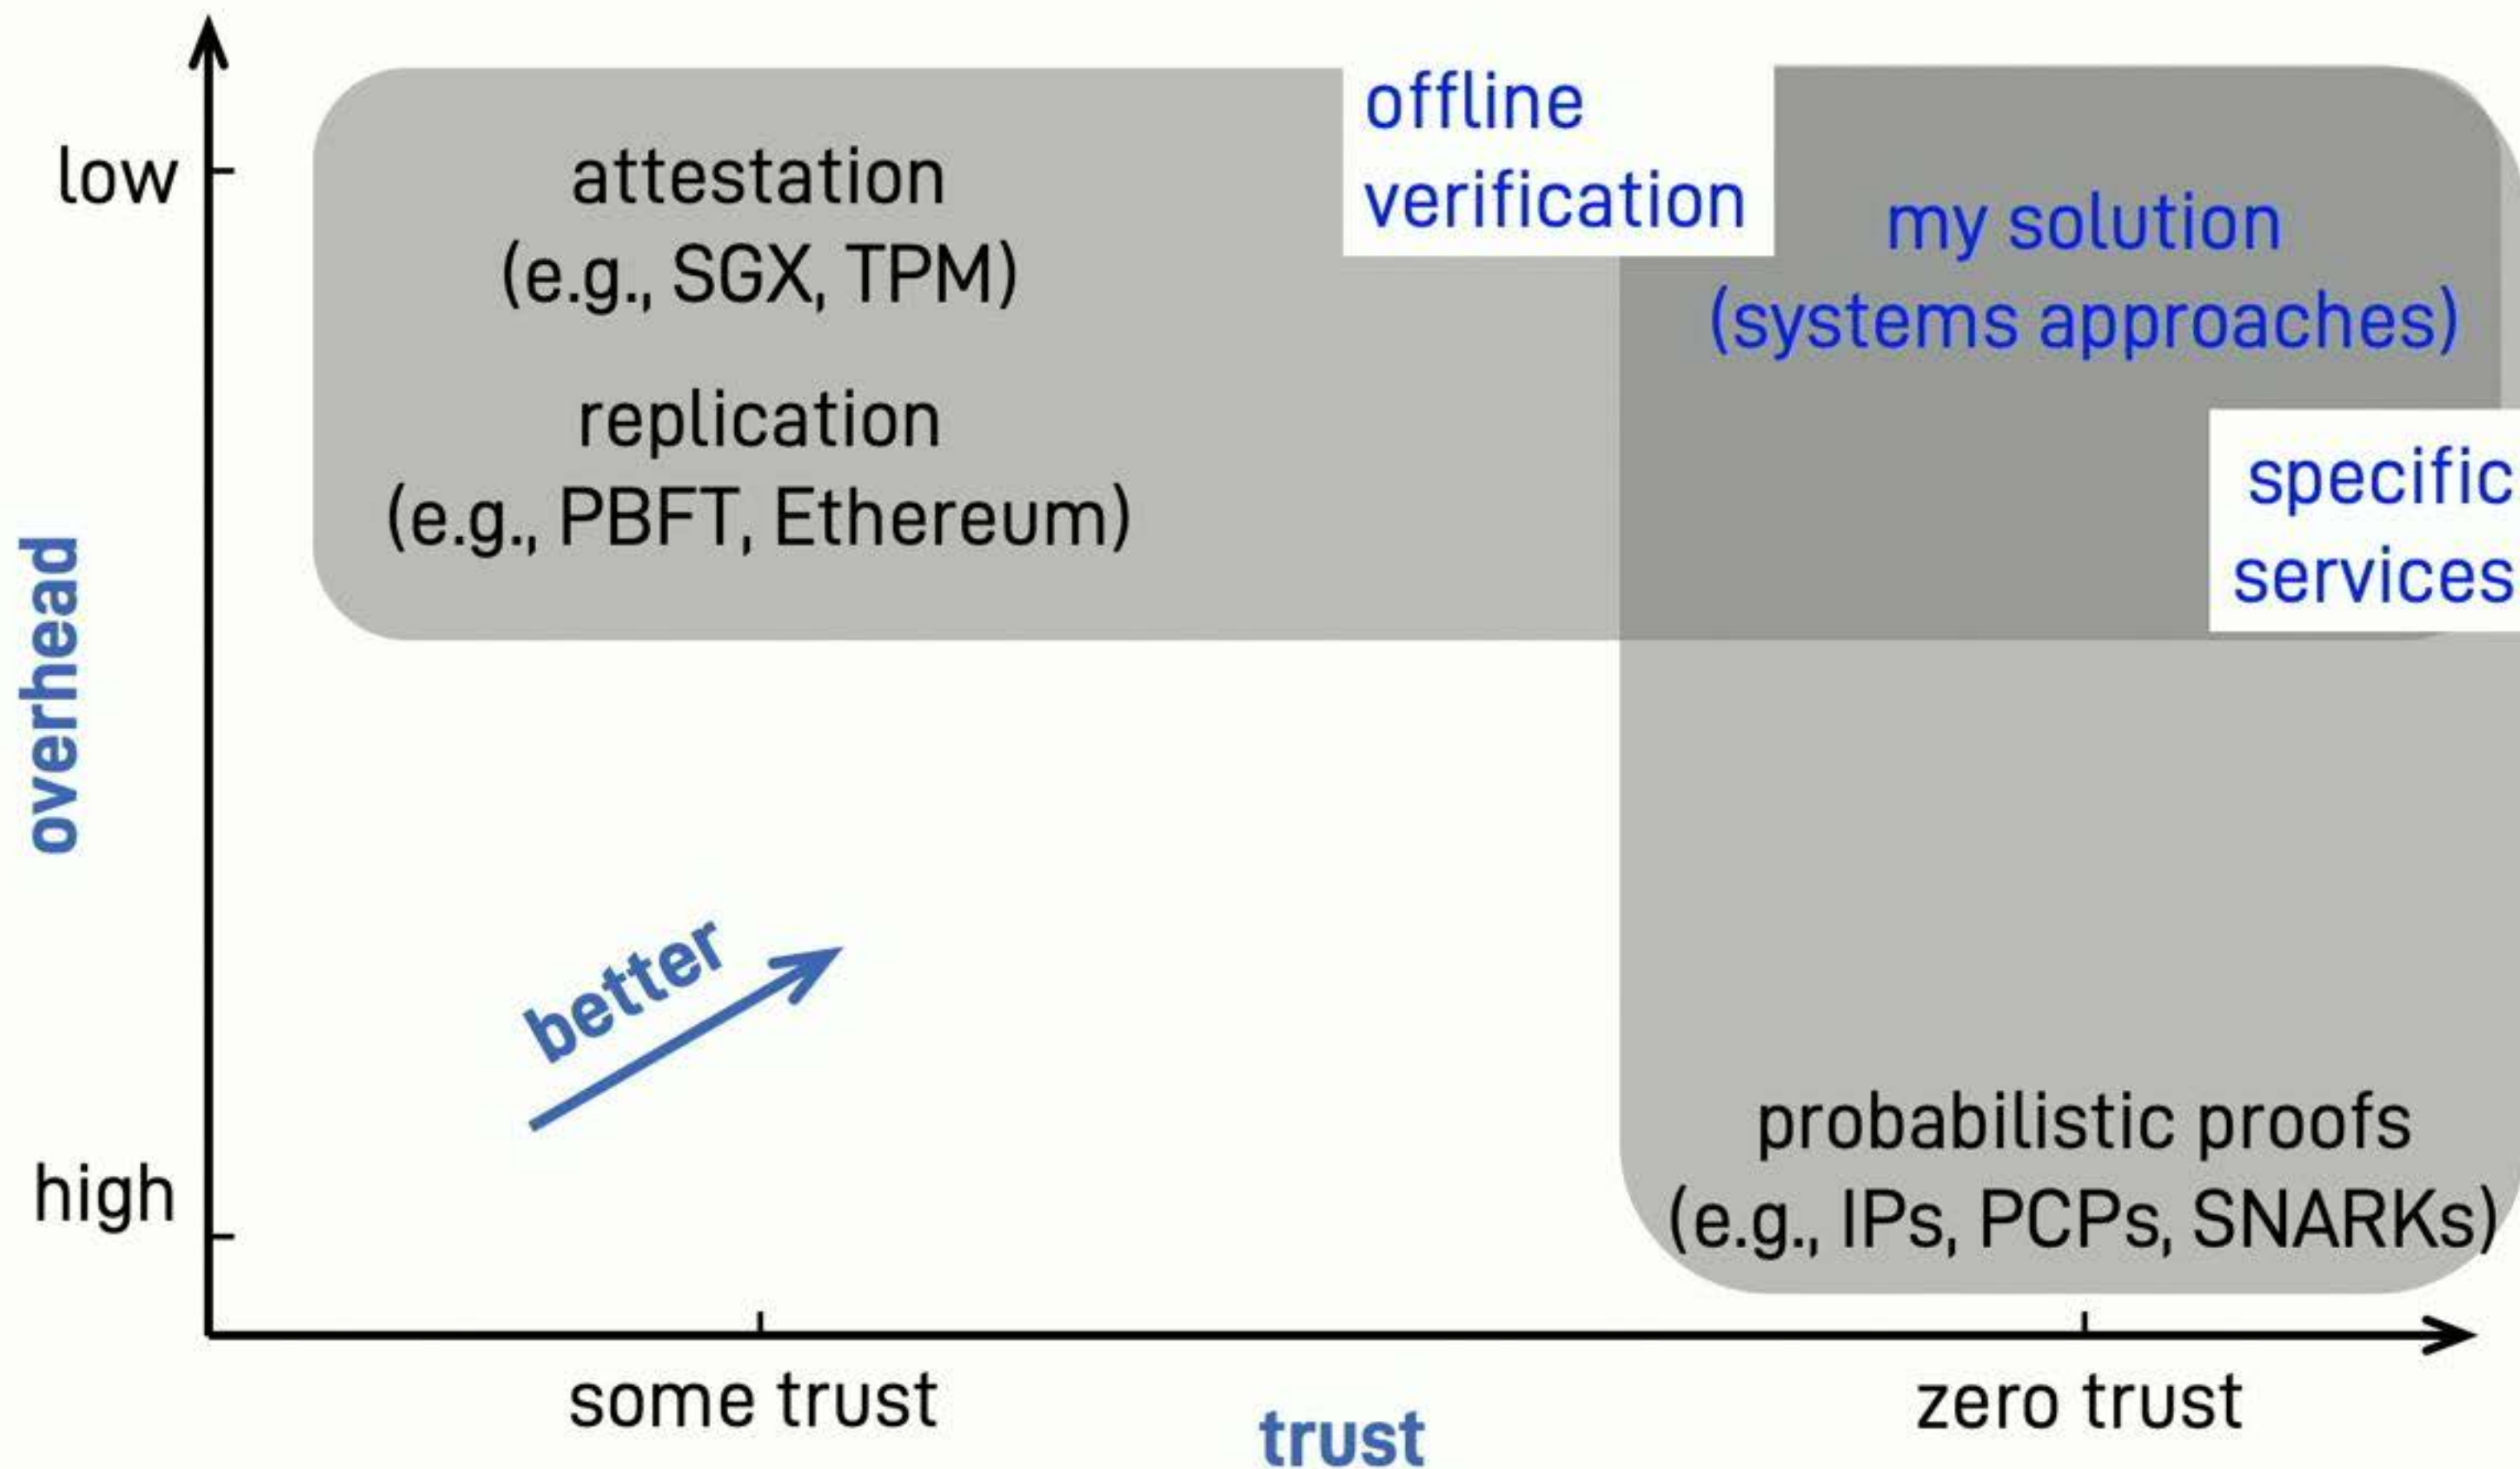 low
attestation
(e.g., SGX, TPM)
replication
(e.g., PBFT, Ethereum)
offline
verification
my solution
(systems approaches)
specific
services
overhead
better
probabilistic proofs
(e.g., IPs, PCPs, SNARKs)
high
some trust
trust
zero trust